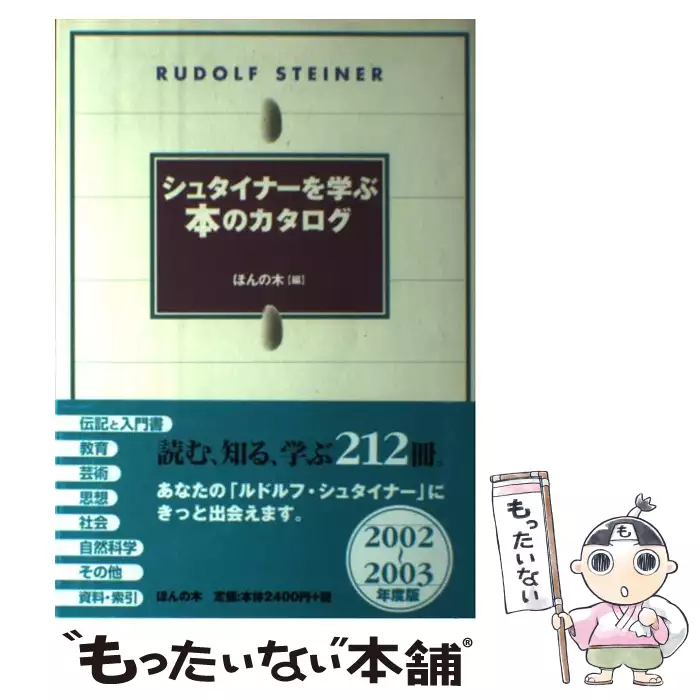 RUDOLF STEINER
シュタイナーを学ぶ
本のカタログ
ほんの木[編]
伝記と入門書
教育
芸術
思想
社会
自然科学
その他
資料・索引
読む、知る、学ぶ212冊。
あなたの「ルドルフ・シュタイナー」に
きっと出会えます。
2002
〜
2003
年度版
ほんの木 定価:本体2400円+税
も
もったいない
"もったいない"本舗®